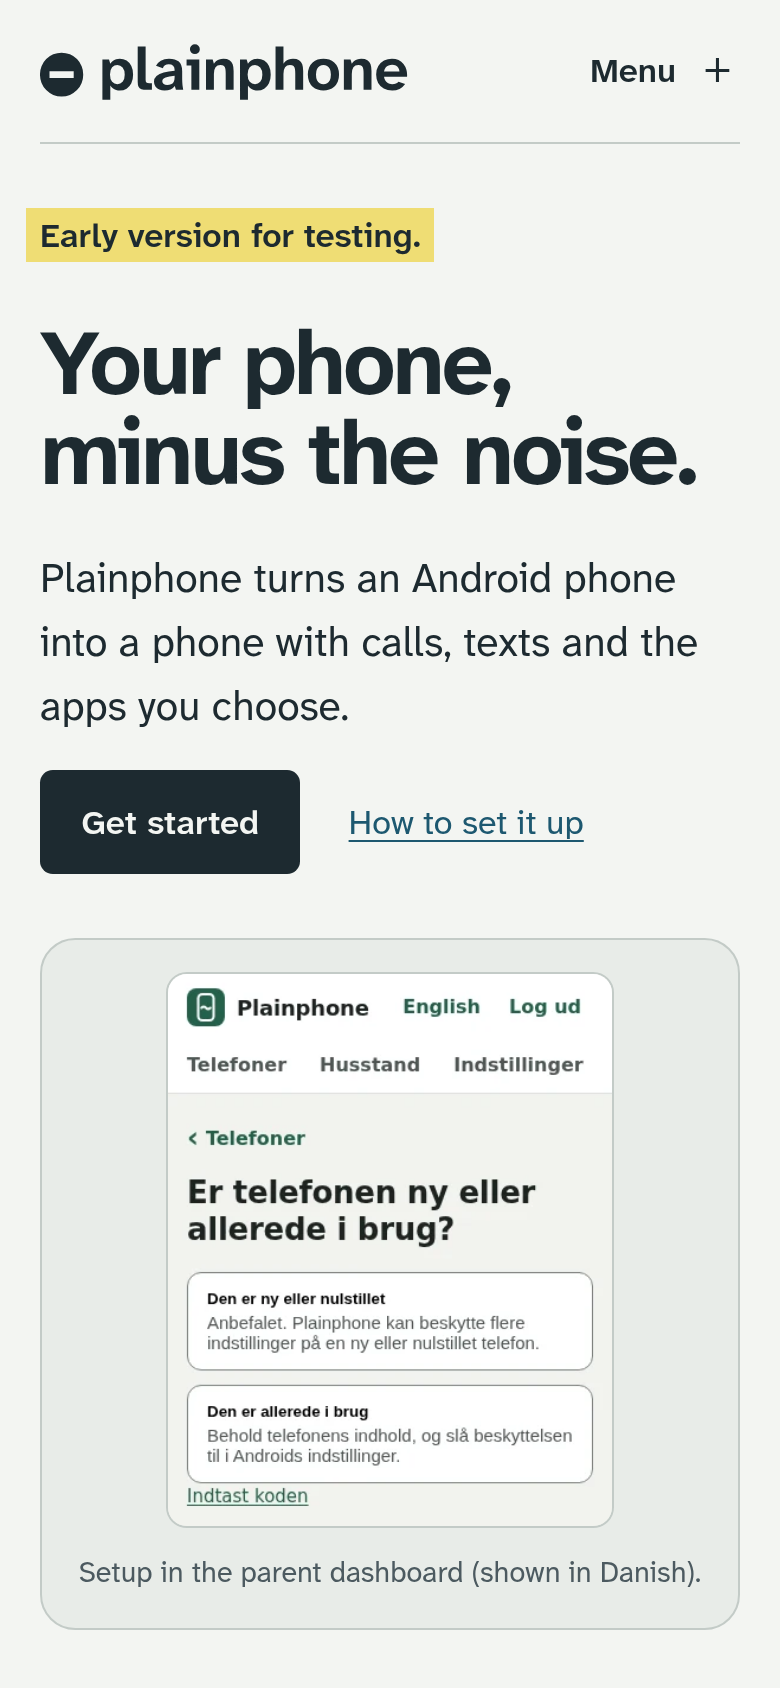 plainphone
Menu +
Early version for testing.
Your phone,
minus the noise.
Plainphone turns an Android phone
into a phone with calls, texts and the
apps you choose.
Get started
How to set it up
Plainphone English Log ud
Telefoner Husstand Indstillinger
‹ Telefoner
Er telefonen ny eller
allerede i brug?
Den er ny eller nulstillet
Anbefalet. Plainphone kan beskytte flere
indstillinger på en ny eller nulstillet telefon.
Den er allerede i brug
Behold telefonens indhold, og slå beskyttelsen
til i Androids indstillinger.
Indtast koden
Setup in the parent dashboard (shown in Danish).